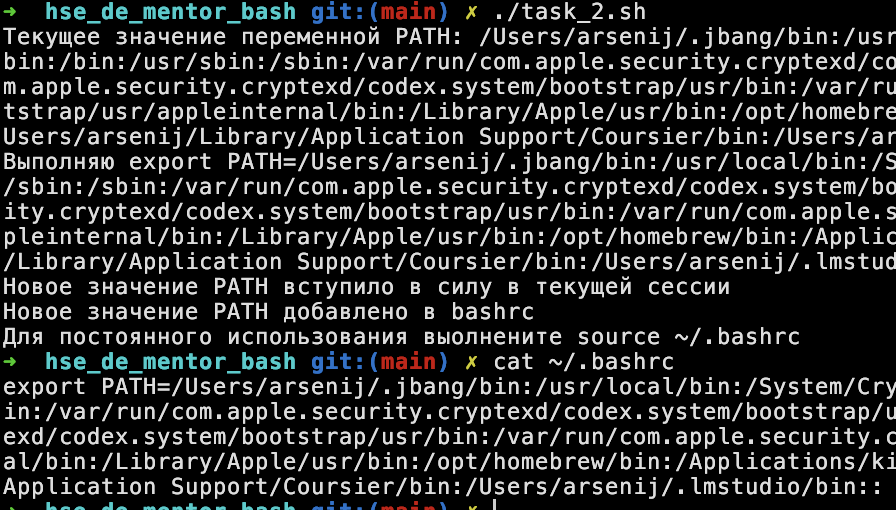 ➜ hse_de_mentor_bash git:(main) ✗ ./task_2.sh
Текущее значение переменной PATH: /Users/arsenij/.jbang/bin:/usr
bin:/bin:/usr/sbin:/sbin:/var/run/com.apple.security.cryptexd/co
m.apple.security.cryptexd/codex.system/bootstrap/usr/bin:/var/ru
tstrap/usr/appleinternal/bin:/Library/Apple/usr/bin:/opt/homebre
Users/arsenij/Library/Application Support/Coursier/bin:/Users/ar
Выполняю export PATH=/Users/arsenij/.jbang/bin:/usr/local/bin:/S
/sbin:/sbin:/var/run/com.apple.security.cryptexd/codex.system/bo
ity.cryptexd/codex.system/bootstrap/usr/bin:/var/run/com.apple.s
pleinternal/bin:/Library/Apple/usr/bin:/opt/homebrew/bin:/Applic
/Library/Application Support/Coursier/bin:/Users/arsenij/.lmstud
Новое значение PATH вступило в силу в текущей сессии
Новое значение PATH добавлено в bashrc
Для постоянного использования выолнените source ~/.bashrc
➜ hse_de_mentor_bash git:(main) ✗ cat ~/.bashrc
export PATH=/Users/arsenij/.jbang/bin:/usr/local/bin:/System/Cry
in:/var/run/com.apple.security.cryptexd/codex.system/bootstrap/u
exd/codex.system/bootstrap/usr/bin:/var/run/com.apple.security.c
al/bin:/Library/Apple/usr/bin:/opt/homebrew/bin:/Applications/ki
Application Support/Coursier/bin:/Users/arsenij/.lmstudio/bin::
➜ hse_de_mentor_bash git:(main) ✗